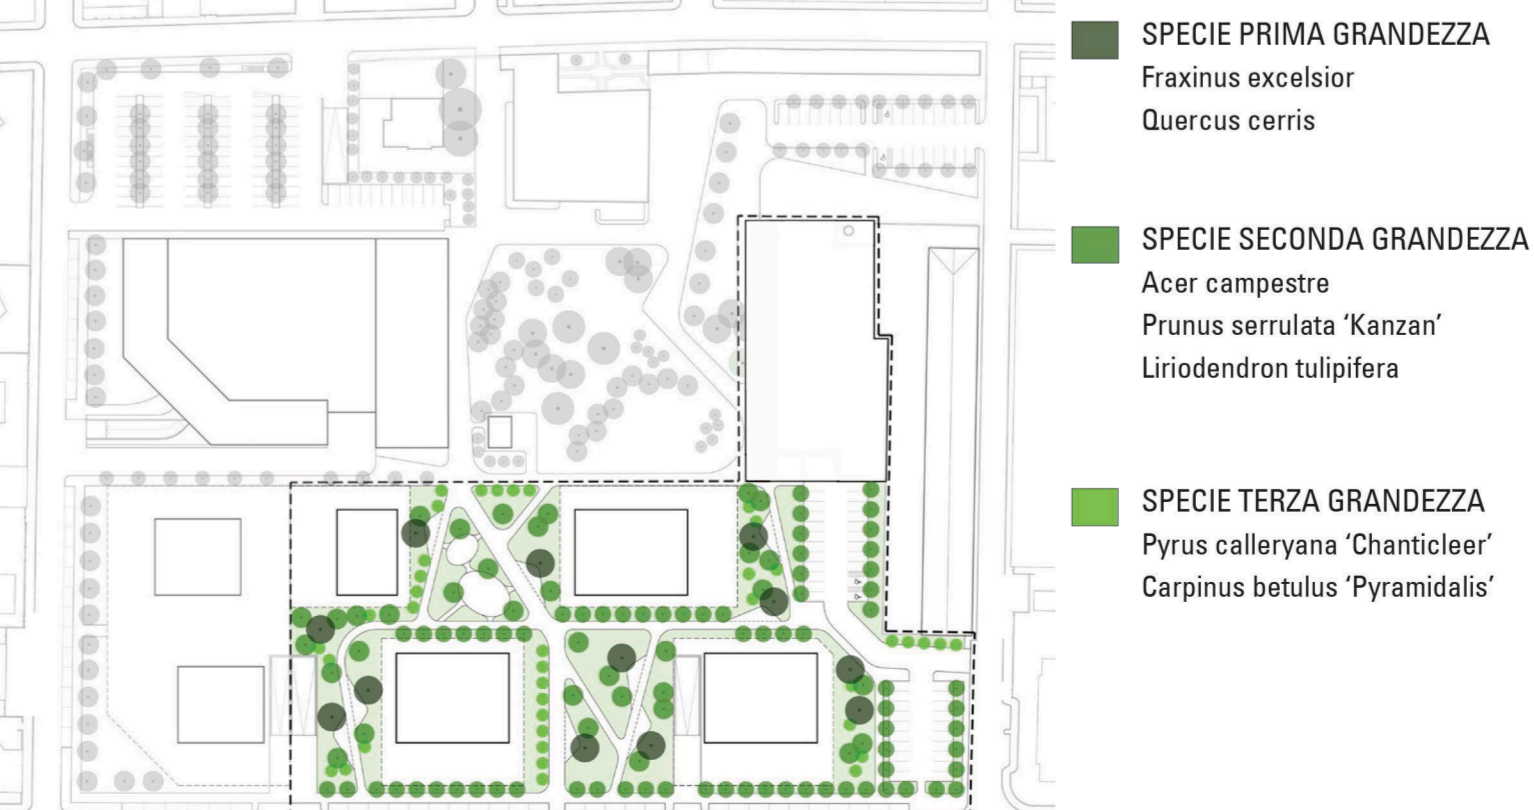 SPECIE PRIMA GRANDEZZA
Fraxinus excelsior
Quercus cerris
SPECIE SECONDA GRANDEZZA
Acer campestre
Prunus serrulata ‘Kanzan’
Liriodendron tulipifera
SPECIE TERZA GRANDEZZA
Pyrus calleryana ‘Chanticleer’
Carpinus betulus ‘Pyramidalis’